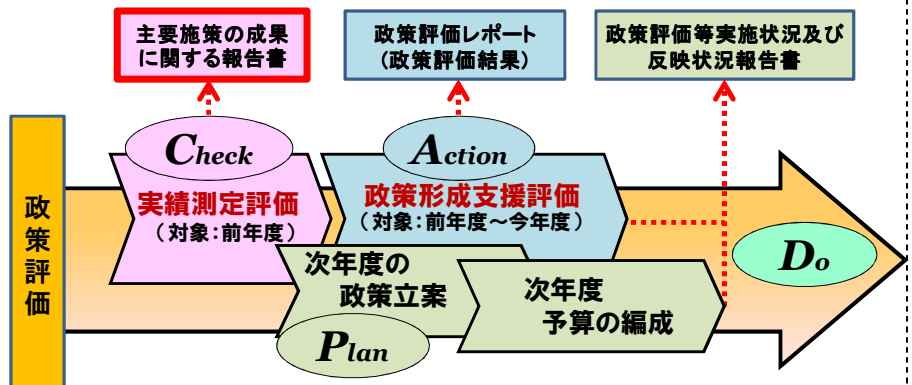 主要施策の成果
に関する報告書
政策評価レポート
（政策評価結果）
政策評価等実施状況及び
反映状況報告書
政策評価
Check
実績測定評価
（対象：前年度）
Action
政策形成支援評価
（対象：前年度～今年度）
次年度の
政策立案
Plan
次年度
予算の編成
Do